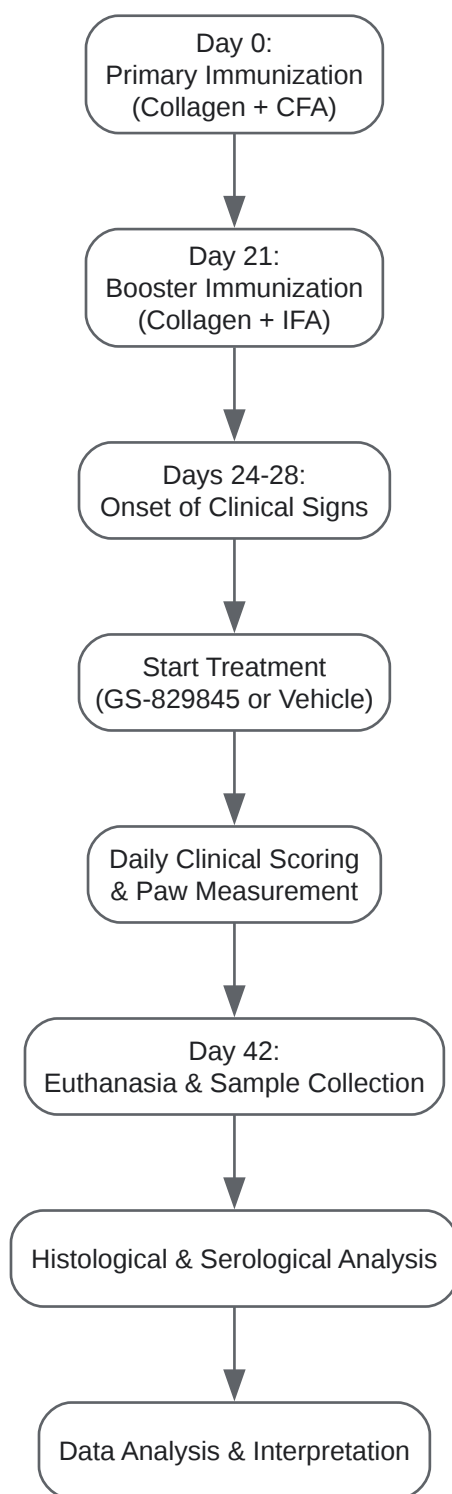 Day 0:
Primary Immunization
(Collagen + CFA)
Day 21:
Booster Immunization
(Collagen + IFA)
Days 24-28:
Onset of Clinical Signs
Start Treatment
(GS-829845 or Vehicle)
Daily Clinical Scoring
& Paw Measurement
Day 42:
Euthanasia & Sample Collection
Histological & Serological Analysis
Data Analysis & Interpretation